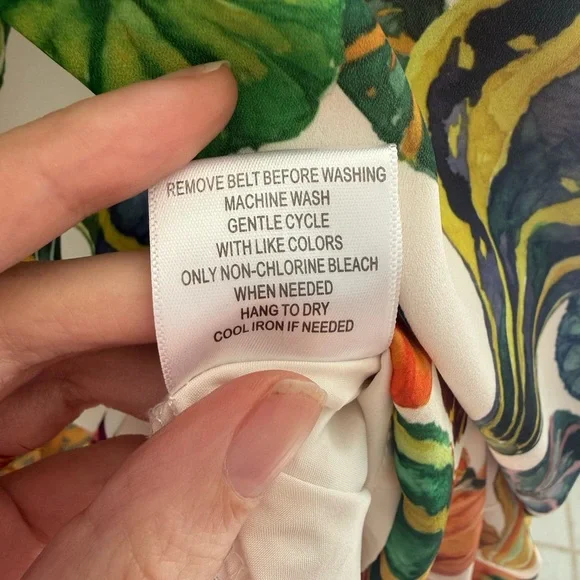 REMOVE BELT BEFORE WASHING
MACHINE WASH
GENTLE CYCLE
WITH LIKE COLORS
ONLY NON-CHLORINE BLEACH
WHEN NEEDED
HANG TO DRY
COOL IRON IF NEEDED